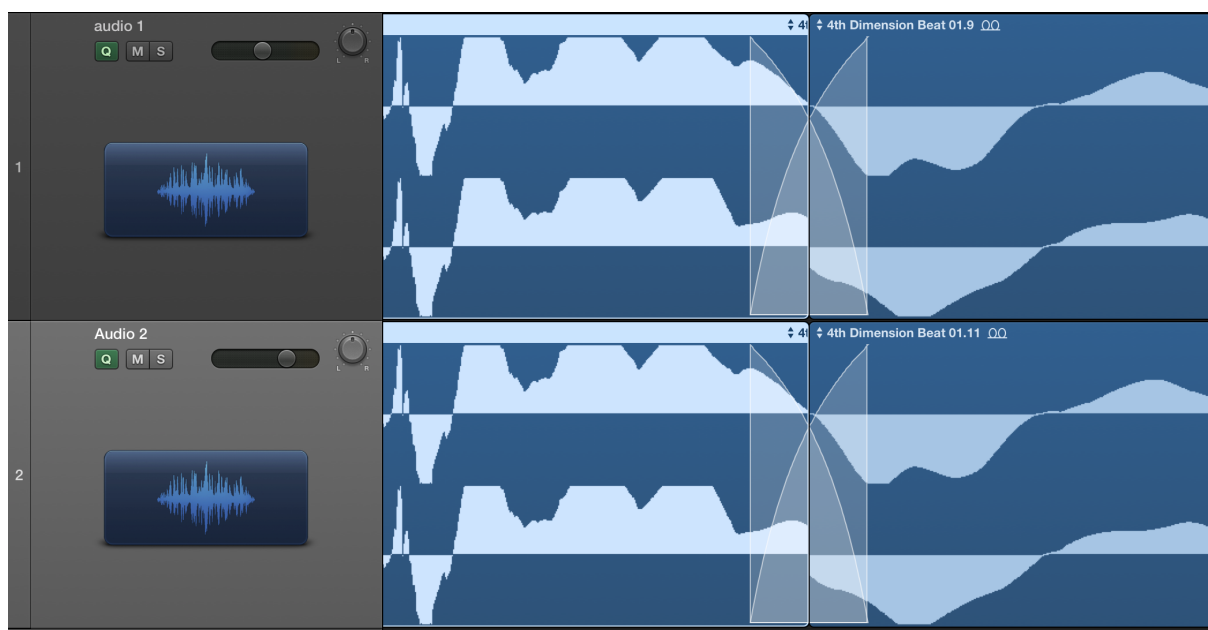 audio 1
Q M S
L R
1
4th Dimension Beat 01.9
Audio 2
Q M S
L R
2
4th Dimension Beat 01.11